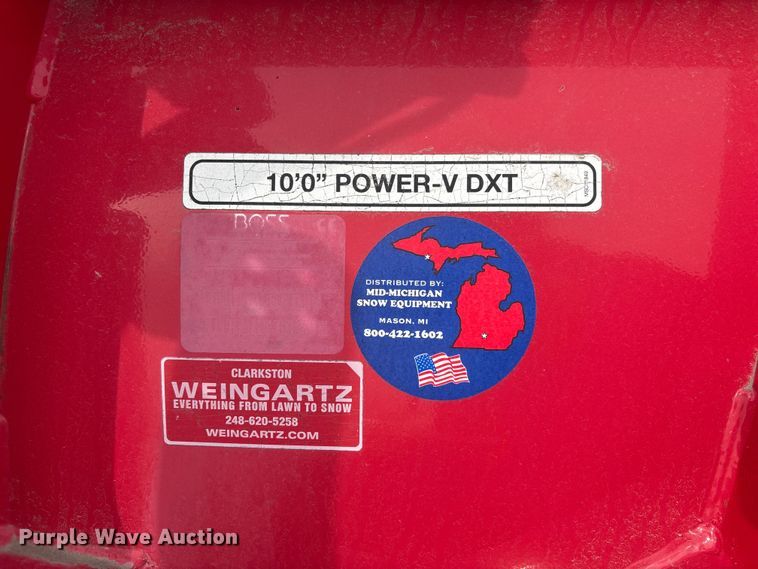 10'0" POWER-V DXT
BOSS
DISTRIBUTED BY:
MID-MICHIGAN
SNOW EQUIPMENT
MASON, MI
800-422-1602
CLARKSTON
WEINGARTZ
EVERYTHING FROM LAWN TO SNOW
248-620-5258
WEINGARTZ.COM
Purple Wave Auction